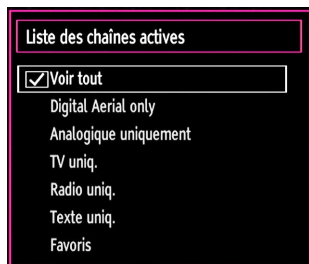 Liste des chaînes actives
Voir tout
Digital Aerial only
Analogique uniquement
TV uniq.
Radio uniq.
Texte uniq.
Favoris